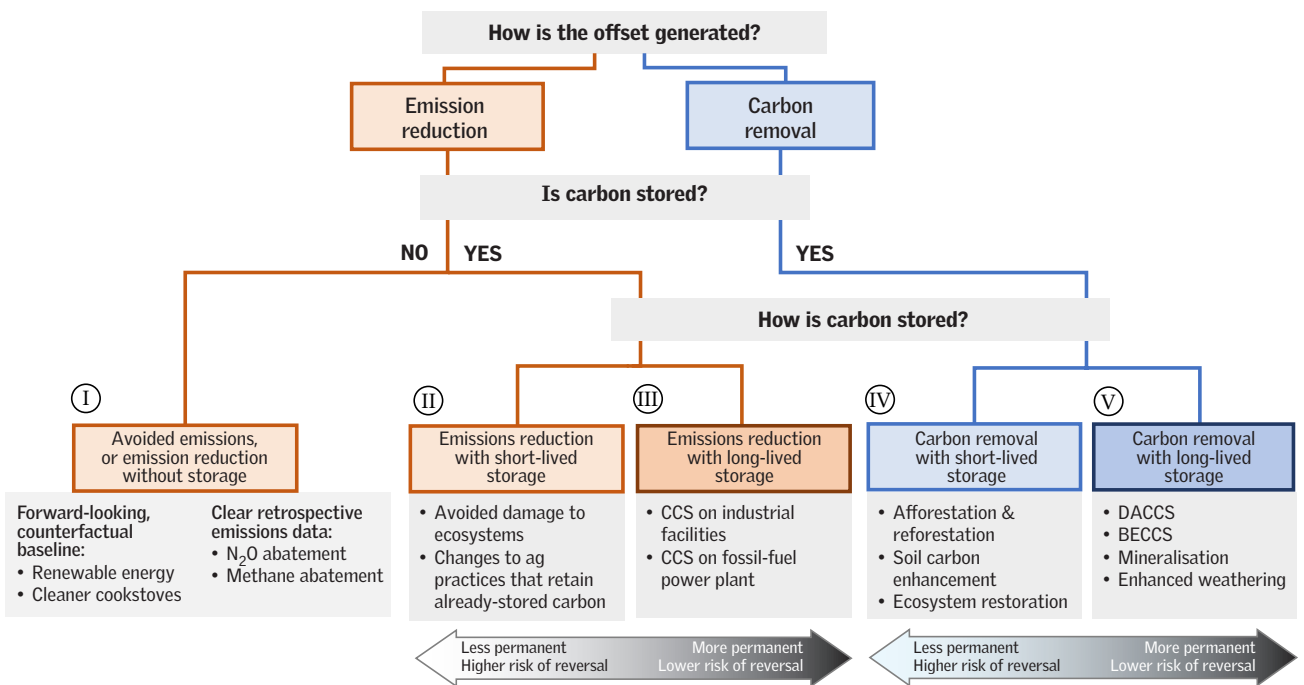 How is the offset generated?
Emission
reduction
Carbon
removal
Is carbon stored?
NO
YES
YES
How is carbon stored?
I
Avoided emissions,
or emission reduction
without storage
Forward-looking,
counterfactual
baseline:
• Renewable energy
• Cleaner cookstoves
Clear retrospective
emissions data:
• N₂O abatement
• Methane abatement
II
Emissions reduction
with short-lived
storage
• Avoided damage to
ecosystems
• Changes to ag
practices that retain
already-stored carbon
III
Emissions reduction
with long-lived
storage
• CCS on industrial
facilities
• CCS on fossil-fuel
power plant
IV
Carbon removal
with short-lived
storage
• Afforestation &
reforestation
• Soil carbon
enhancement
• Ecosystem restoration
V
Carbon removal
with long-lived
storage
• DACCS
• BECCS
• Mineralisation
• Enhanced weathering
Less permanent
Higher risk of reversal
More permanent
Lower risk of reversal
Less permanent
Higher risk of reversal
More permanent
Lower risk of reversal